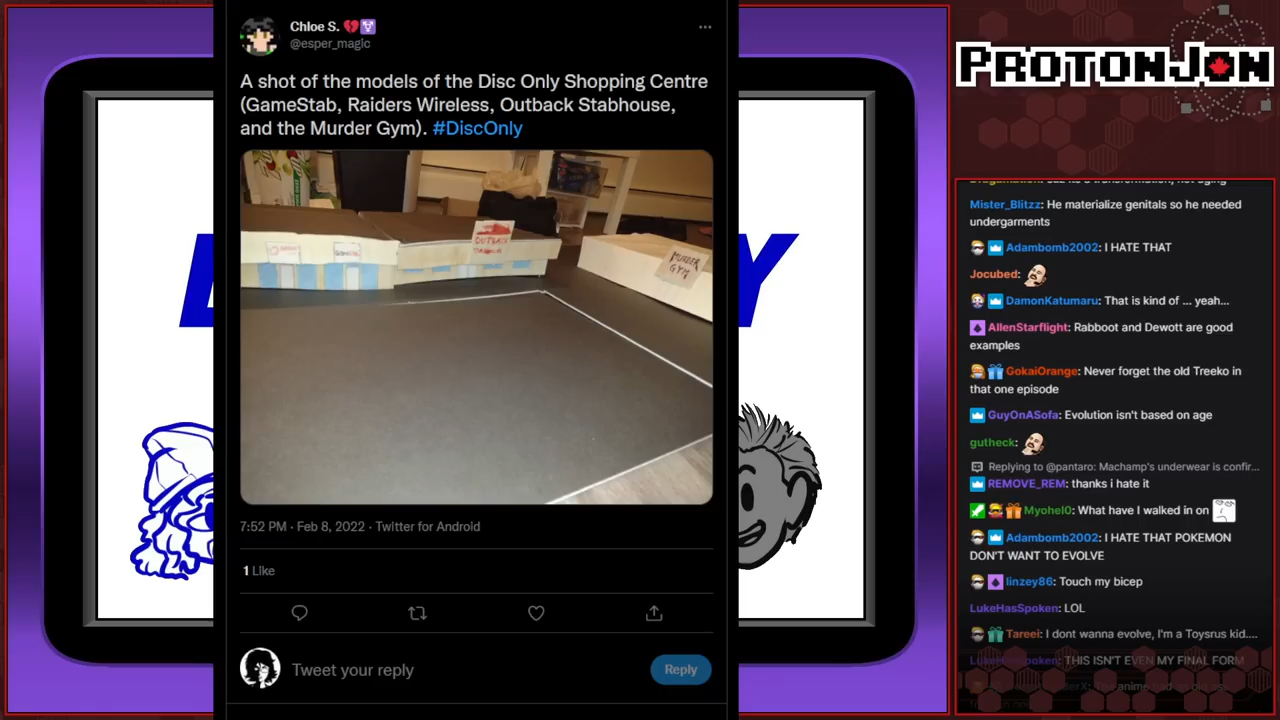 Chloe S.
@esper_magic
A shot of the models of the Disc Only Shopping Centre
(GameStab, Raiders Wireless, Outback Stabhouse,
and the Murder Gym). #DiscOnly
OUTBACK
MURDER
GYM
7:52 PM · Feb 8, 2022 · Twitter for Android
1 Like
Tweet your reply
Reply
PROTONJON
Mister_Blitzz: He materialize genitals so he needed
undergarments
Adambomb2002: I HATE THAT
Jocubed:
DamonKatumaru: That is kind of ... yeah...
AllenStarflight: Rabboot and Dewott are good
examples
GokaiOrange: Never forget the old Treeko in
that one episode
GuyOnASofa: Evolution isn't based on age
gutheck:
Replying to @pantaro: Machamp's underwear is confir...
REMOVE_REM: thanks i hate it
Myohel0: What have I walked in on
Adambomb2002: I HATE THAT POKEMON
DON'T WANT TO EVOLVE
linzey86: Touch my bicep
LukeHasSpoken: LOL
Tareei: I dont wanna evolve, I'm a Toysrus kid....
LukeHasSpoken: THIS ISN'T EVEN MY FINAL FORM